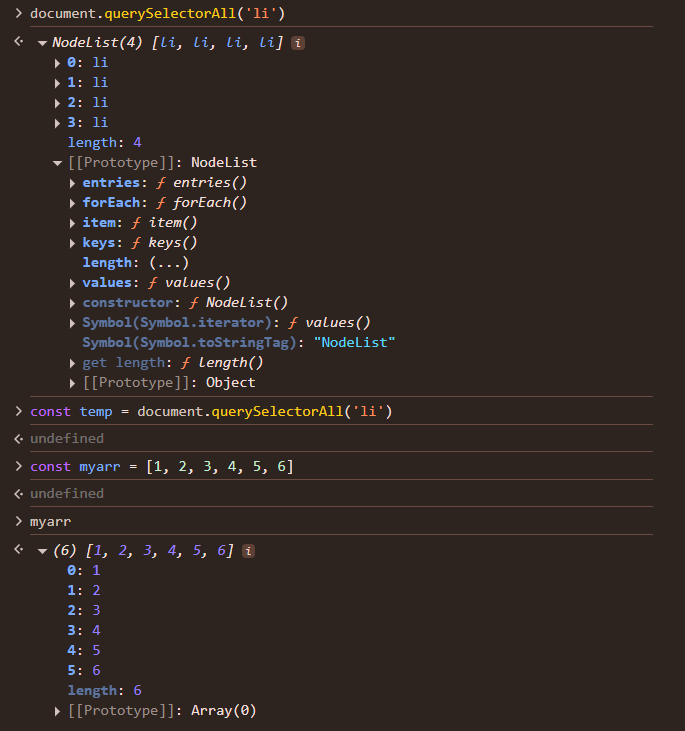 > document.querySelectorAll('li')
NodeList(4) [li, li, li, li] i
0: li
1: li
2: li
3: li
length: 4
[[Prototype]]: NodeList
entries: ƒ entries()
forEach: ƒ forEach()
item: ƒ item()
keys: ƒ keys()
length: (...)
values: ƒ values()
constructor: ƒ NodeList()
Symbol(Symbol.iterator): ƒ values()
Symbol(Symbol.toStringTag): "NodeList"
get length: ƒ length()
[[Prototype]]: Object
> const temp = document.querySelectorAll('li')
undefined
> const myarr = [1, 2, 3, 4, 5, 6]
undefined
> myarr
(6) [1, 2, 3, 4, 5, 6] i
0: 1
1: 2
2: 3
3: 4
4: 5
5: 6
length: 6
[[Prototype]]: Array(0)